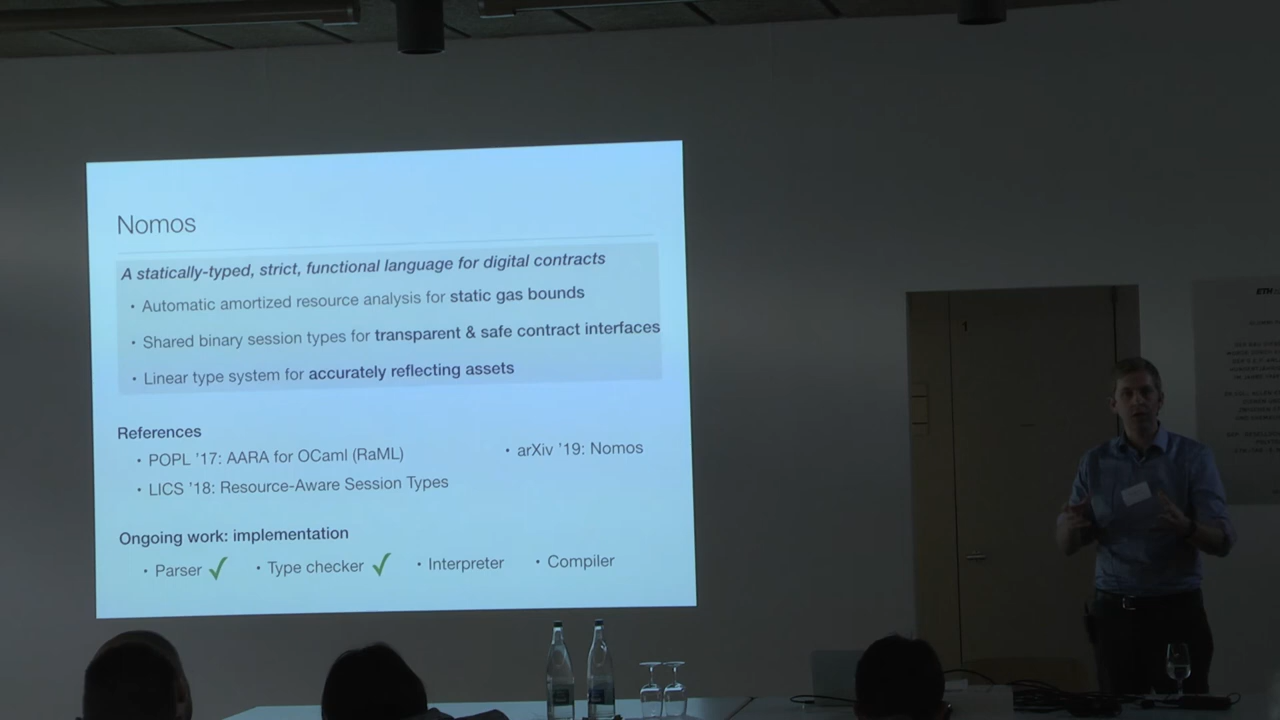 Nomos
A statically-typed, strict, functional language for digital contracts
• Automatic amortized resource analysis for static gas bounds
• Shared binary session types for transparent & safe contract interfaces
• Linear type system for accurately reflecting assets
References
• POPL '17: AARA for OCaml (RaML)
• arXiv '19: Nomos
• LICS '18: Resource-Aware Session Types
Ongoing work: implementation
• Parser ✓ • Type checker ✓ • Interpreter • Compiler
1
ETH